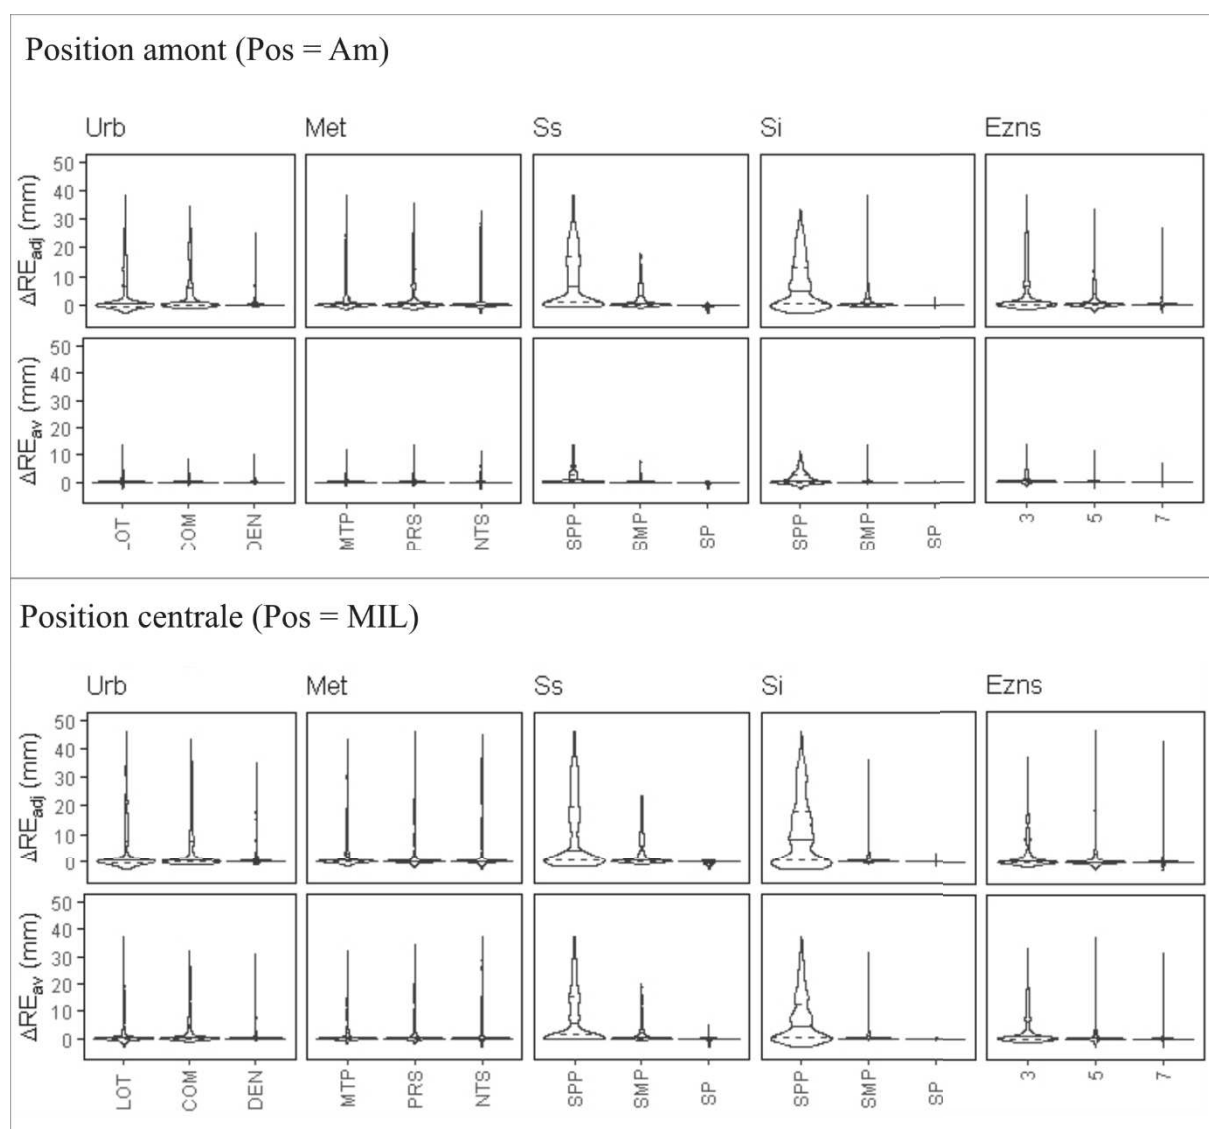 Position amont (Pos = Am)
Urb Met Ss Si Ezns
ΔREadj (mm)
50
40
30
20
10
0
ΔREav (mm)
50
40
30
20
10
0
LOT COM DEN MTP PRS NTS SPP SMP SP SPP SMP SP 3 5 7
Position centrale (Pos = MIL)
Urb Met Ss Si Ezns
ΔREadj (mm)
50
40
30
20
10
0
ΔREav (mm)
50
40
30
20
10
0
LOT COM DEN MTP PRS NTS SPP SMP SP SPP SMP SP 3 5 7